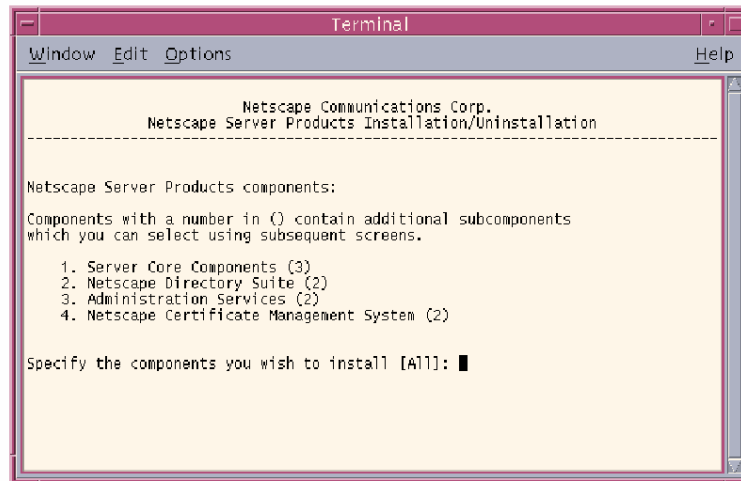 Terminal
Window Edit Options Help
Netscape Communications Corp.
Netscape Server Products Installation/Uninstallation
Netscape Server Products components:
Components with a number in () contain additional subcomponents
which you can select using subsequent screens.
1. Server Core Components (3)
2. Netscape Directory Suite (2)
3. Administration Services (2)
4. Netscape Certificate Management System (2)
Specify the components you wish to install [All]: